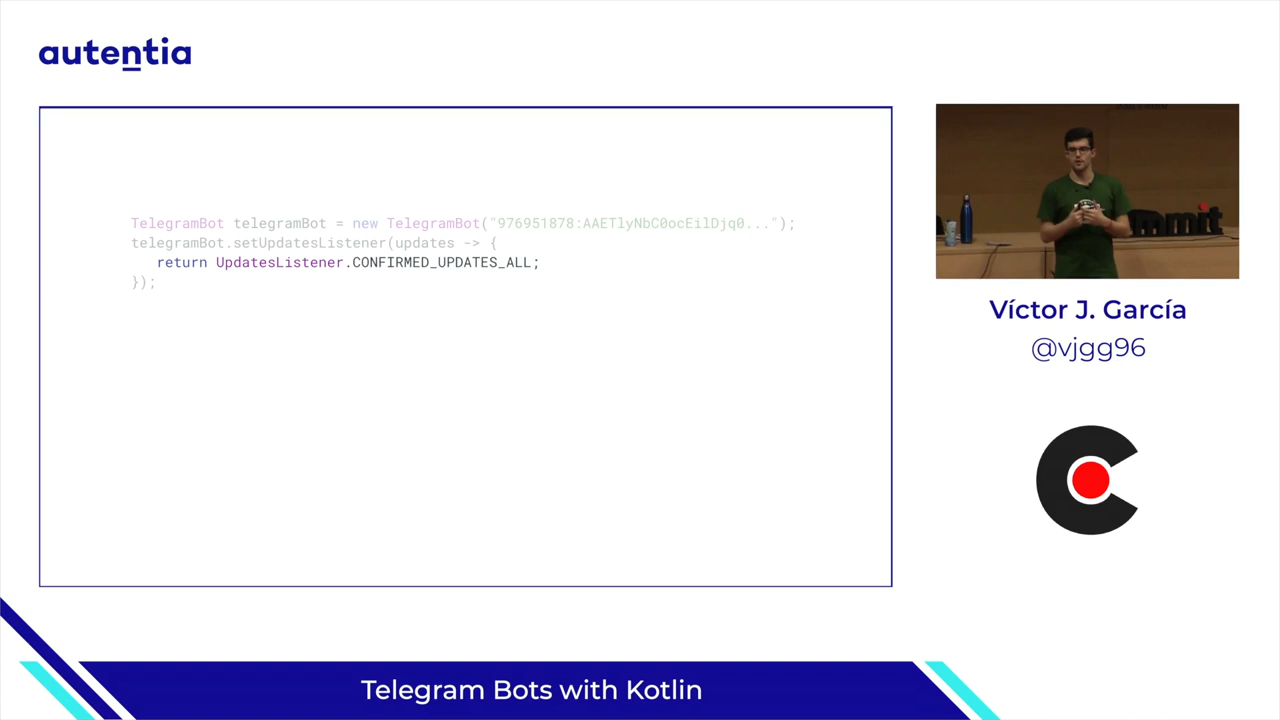 autentia
TelegramBot telegramBot = new TelegramBot("976951878:AAETlyNbC0ocEilDjq0...");
telegramBot.setUpdatesListener(updates -> {
return UpdatesListener.CONFIRMED_UPDATES_ALL;
});
Víctor J. García
@vjgg96
Telegram Bots with Kotlin